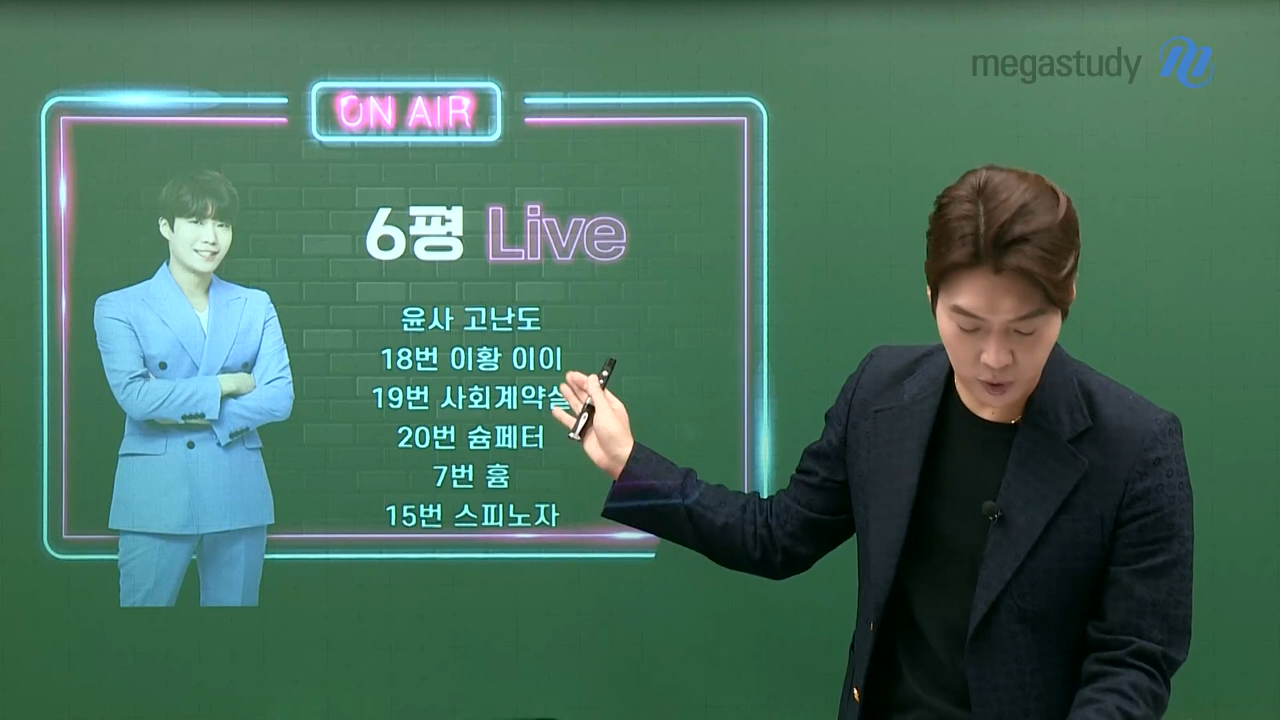 megastudy
ON AIR
6평 Live
윤사 고난도
18번 이황 이이
19번 사회계약설
20번 슘페터
7번 흄
15번 스피노자